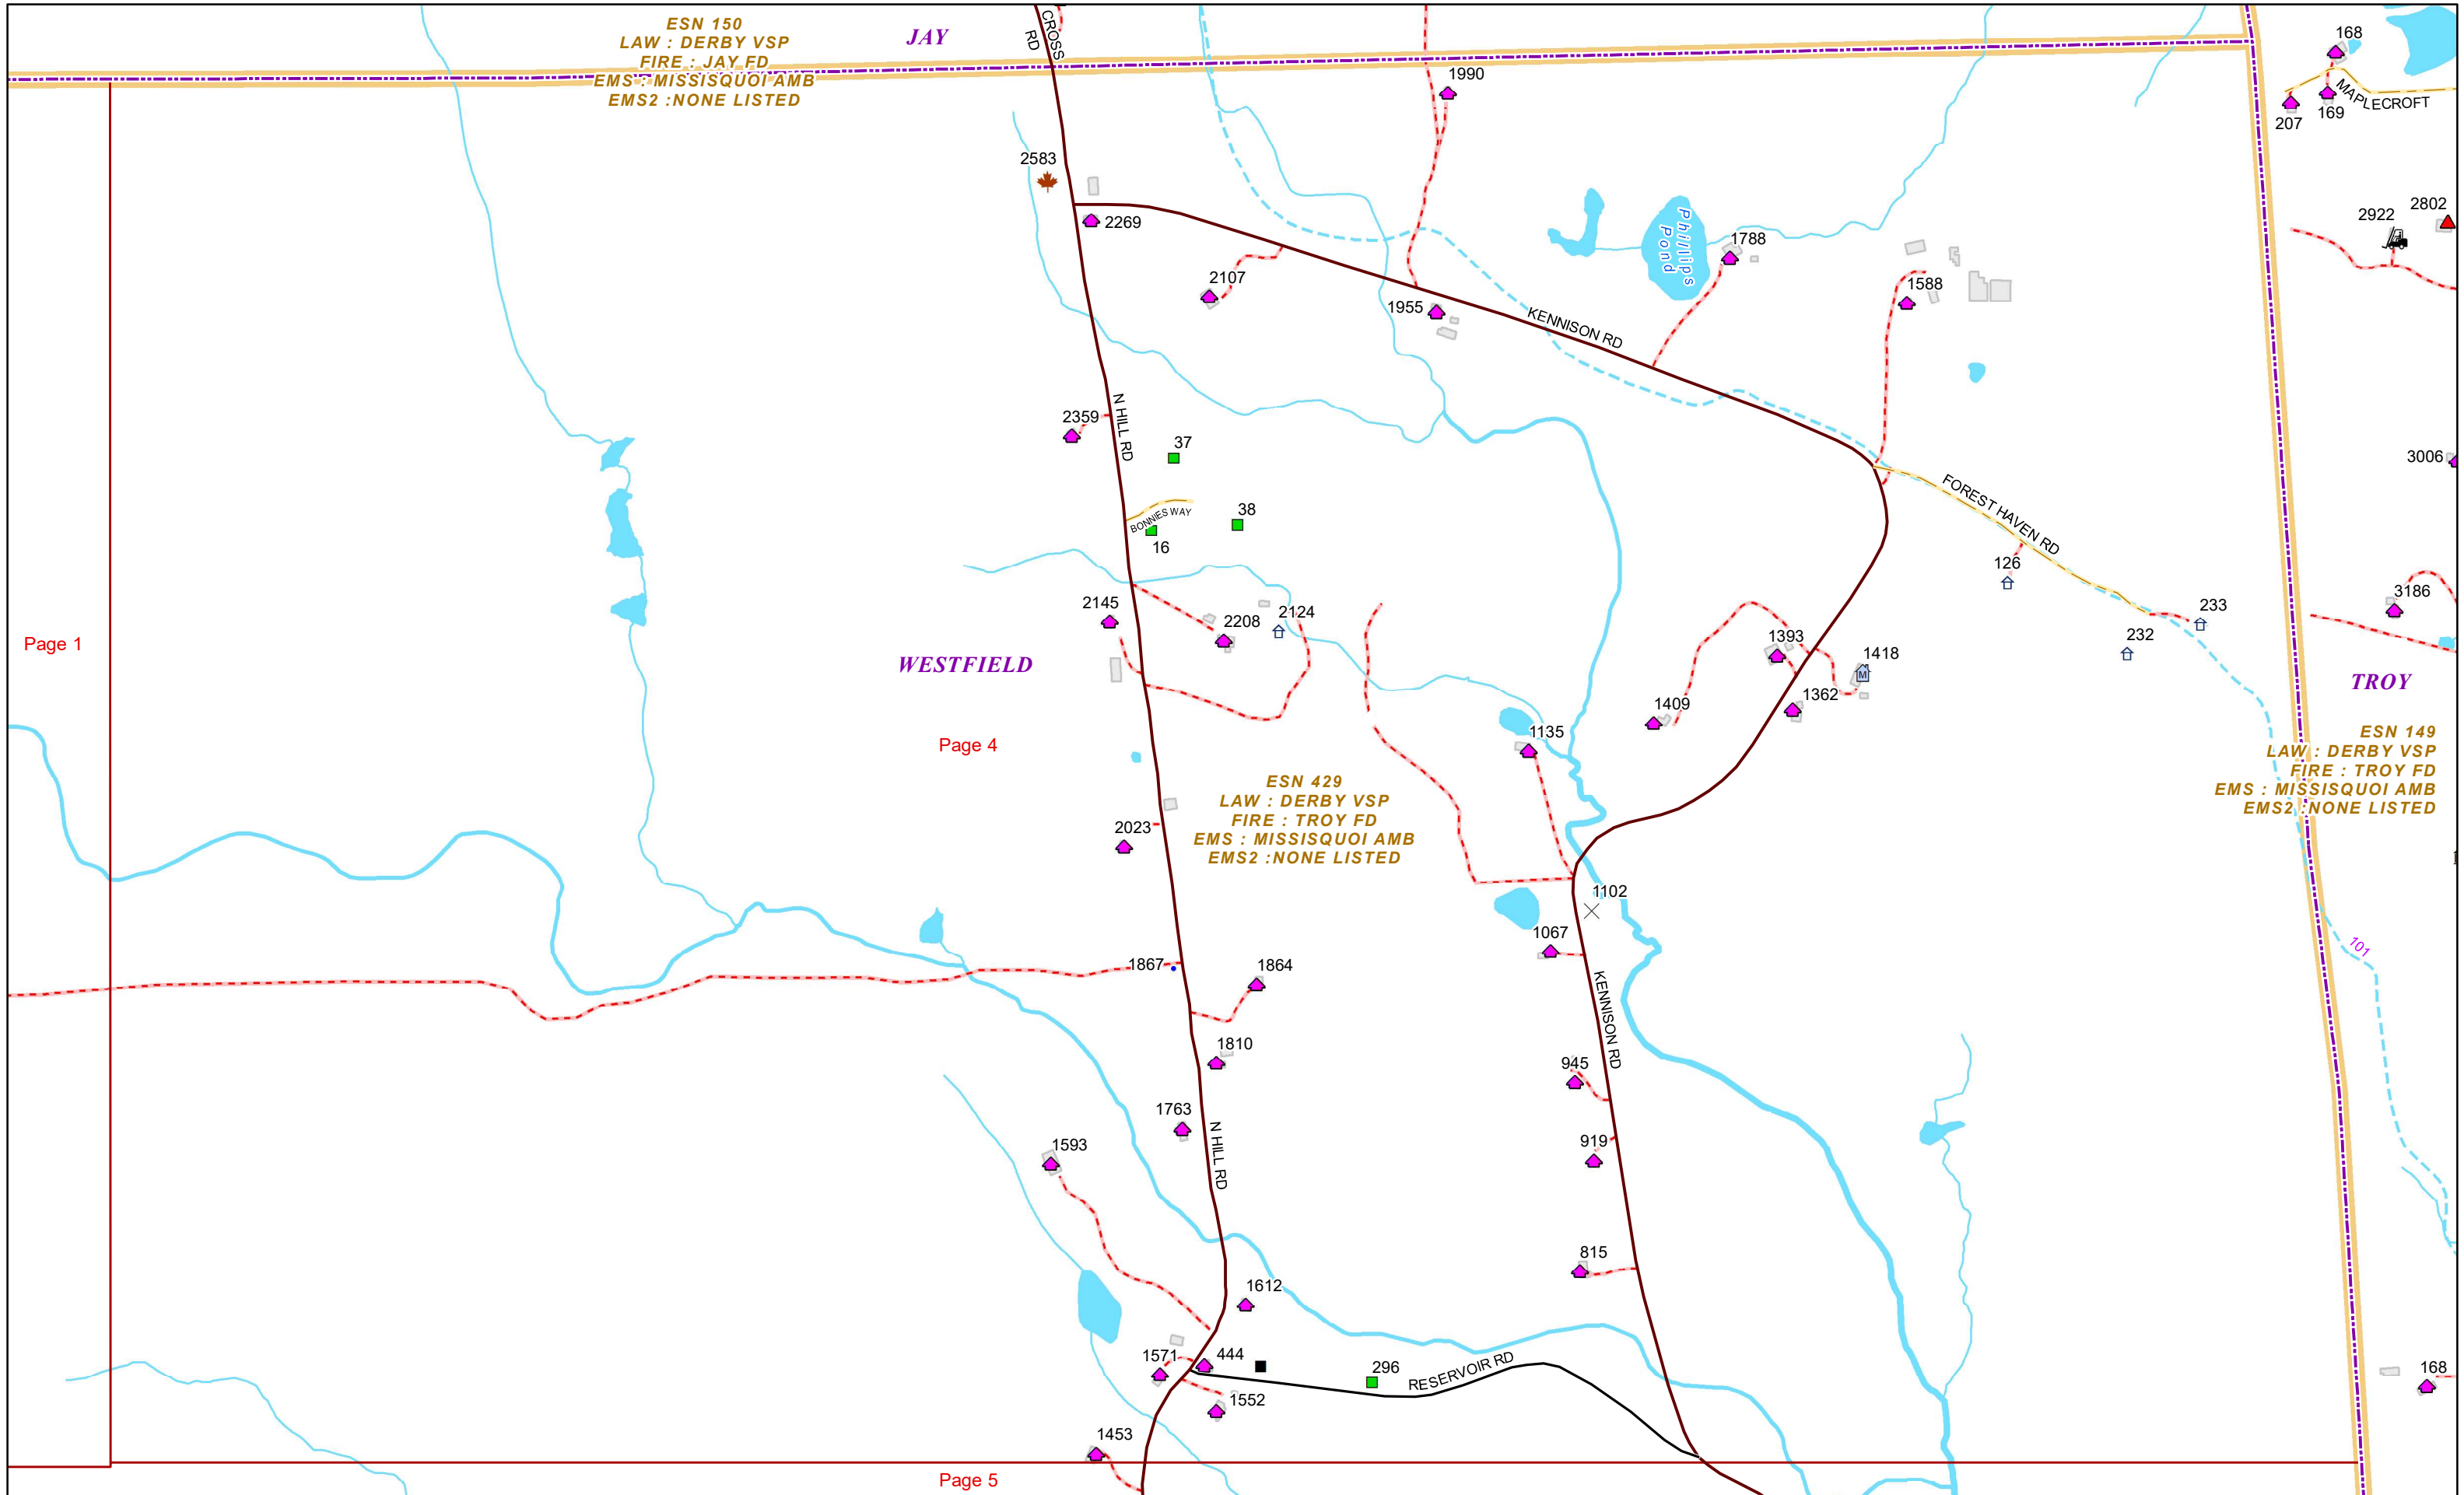 ESN 150
LAW : DERBY VSP
FIRE : JAY FD
EMS : MISSISQUOI AMB
EMS2 :NONE LISTED
JAY
CROSS
RD
168
1990
MAPLECROFT
207
169
2583
2269
2922
2802
Phillips
Pond
1788
2107
1588
1955
KENNISON RD
2359
N HILL RD
37
3006
38
BONNIES WAY
16
FOREST HAVEN RD
126
2145
2208
2124
233
3186
Page 1
1393
232
WESTFIELD
1418
TROY
1362
1409
1135
Page 4
ESN 149
LAW : DERBY VSP
FIRE : TROY FD
EMS : MISSISQUOI AMB
EMS2 :NONE LISTED
ESN 429
LAW : DERBY VSP
FIRE : TROY FD
EMS : MISSISQUOI AMB
EMS2 :NONE LISTED
2023
1102
1067
101
1867
1864
KENNISON RD
1810
945
1763
N HILL RD
1593
919
815
1612
1571
444
296
RESERVOIR RD
168
1552
1453
Page 5